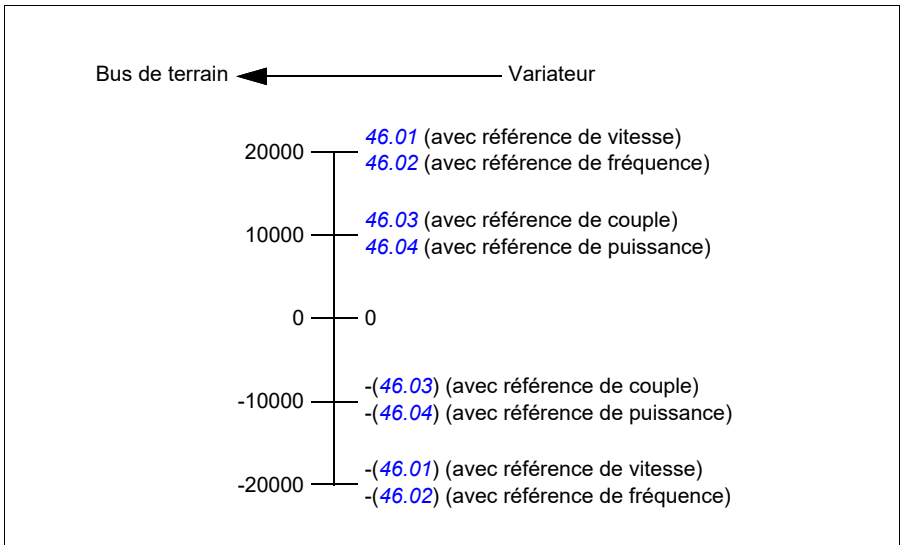 Bus de terrain Variateur
46.01 (avec référence de vitesse)
20000
46.02 (avec référence de fréquence)
46.03 (avec référence de couple)
10000
46.04 (avec référence de puissance)
0 0
-(46.03) (avec référence de couple)
-10000
-(46.04) (avec référence de puissance)
-(46.01) (avec référence de vitesse)
-20000
-(46.02) (avec référence de fréquence)